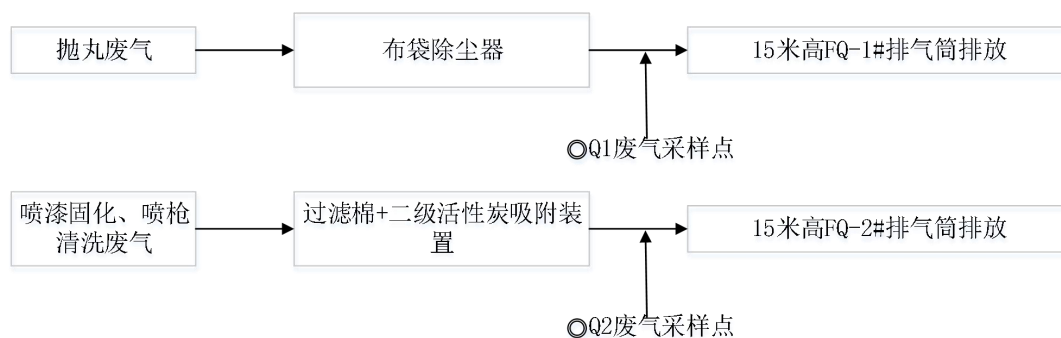 抛丸废气
布袋除尘器
15米高FQ-1#排气筒排放
◎Q1废气采样点
喷漆固化、喷枪
清洗废气
过滤棉+二级活性炭吸附装
置
15米高FQ-2#排气筒排放
◎Q2废气采样点